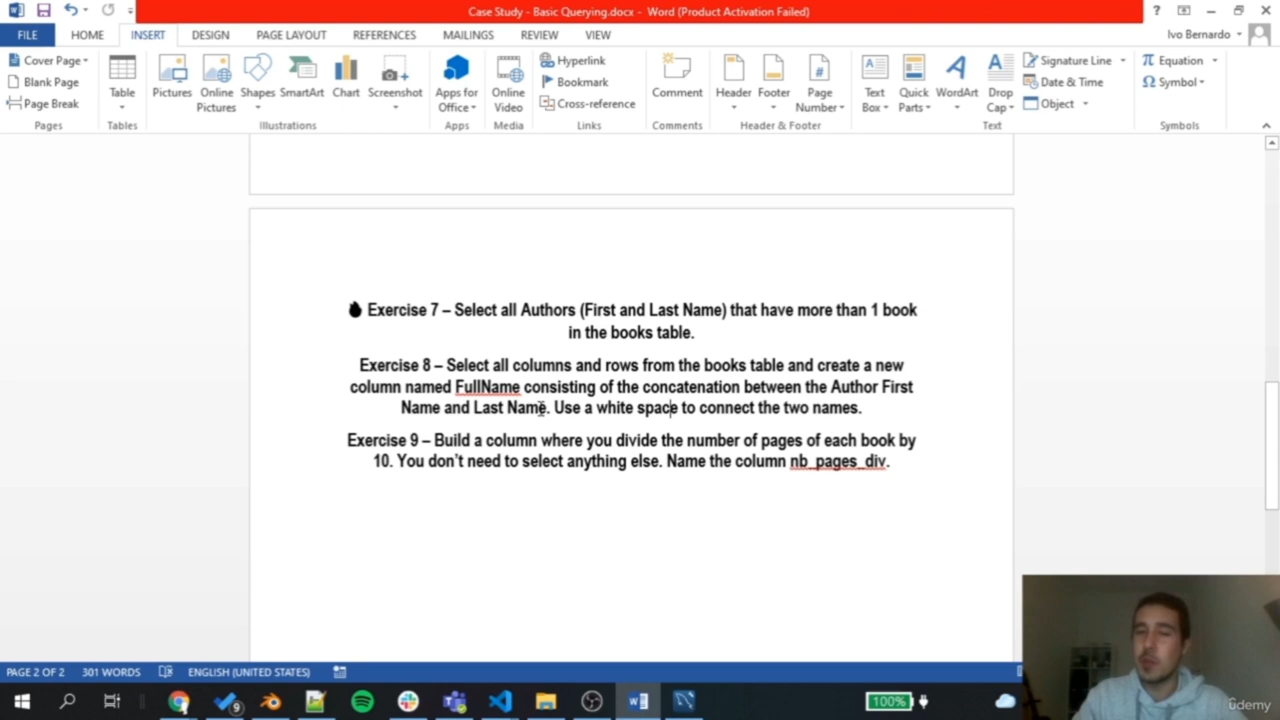 Case Study - Basic Querying.docx - Word (Product Activation Failed)
FILE HOME INSERT DESIGN PAGE LAYOUT REFERENCES MAILINGS REVIEW VIEW Ivo Bernardo
Cover Page
Blank Page
Page Break
Pages
Table
Tables
Pictures
Online Pictures
Shapes
SmartArt
Chart
Screenshot
Illustrations
Apps for Office
Apps
Online Video
Media
Hyperlink
Bookmark
Cross-reference
Links
Comment
Comments
Header
Footer
Page Number
Header & Footer
Text Box
Quick Parts
WordArt
Drop Cap
Signature Line
Date & Time
Object
Text
Equation
Symbol
Symbols
Exercise 7 – Select all Authors (First and Last Name) that have more than 1 book
in the books table.
Exercise 8 – Select all columns and rows from the books table and create a new
column named FullName consisting of the concatenation between the Author First
Name and Last Name. Use a white space to connect the two names.
Exercise 9 – Build a column where you divide the number of pages of each book by
10. You don't need to select anything else. Name the column nb_pages_div.
PAGE 2 OF 2 301 WORDS ENGLISH (UNITED STATES)
9
100%
ûdemy